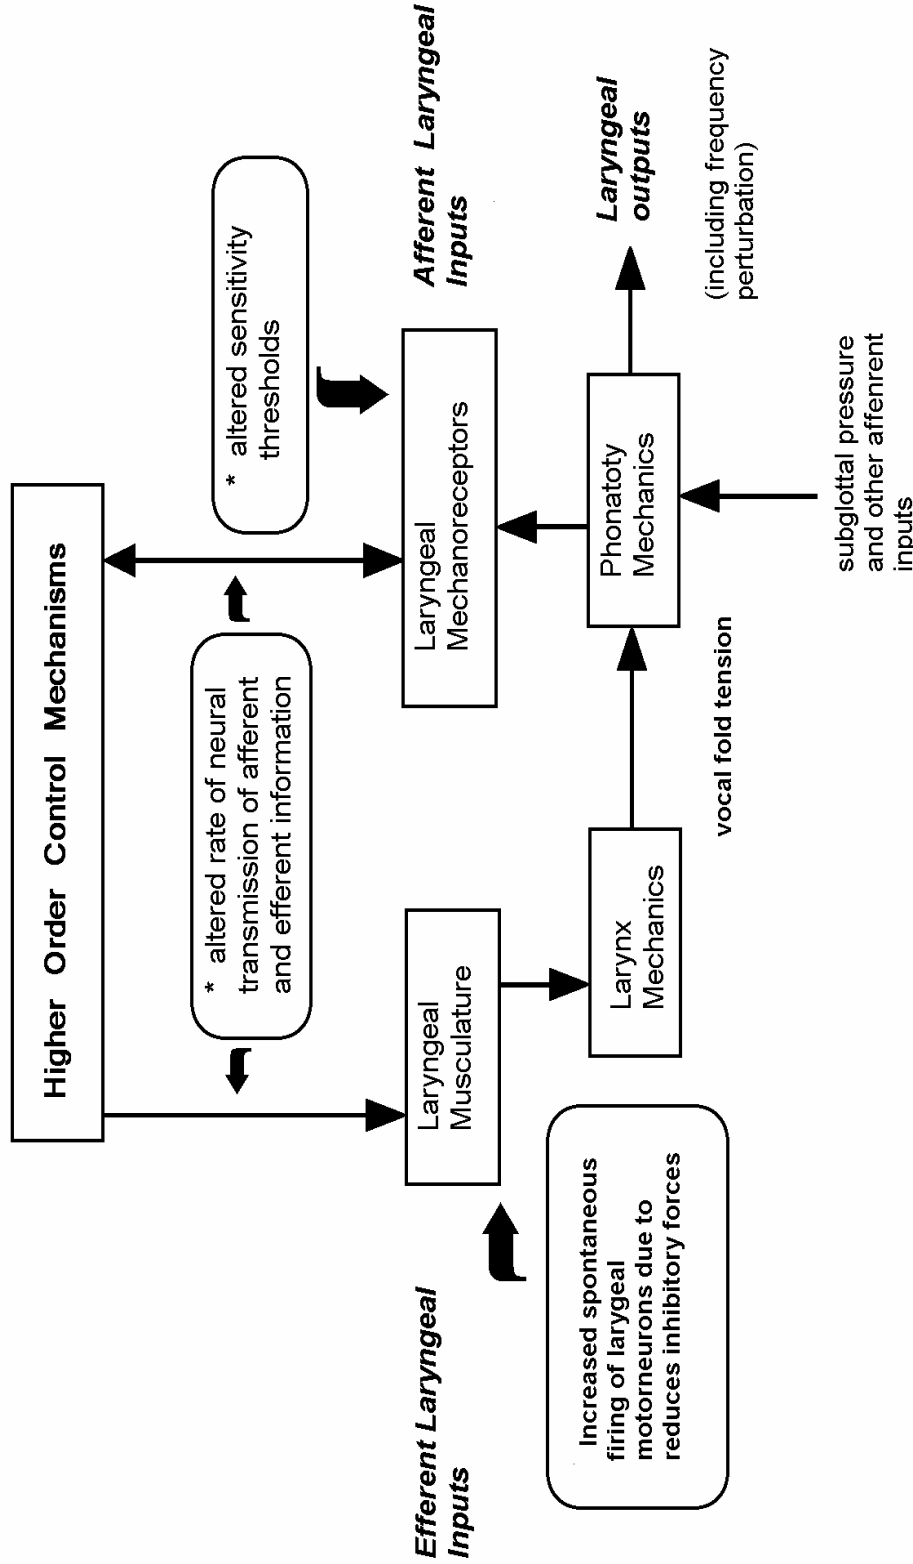 Higher Order Control Mechanisms
* altered rate of neural
transmission of afferent
and efferent information
* altered sensitivity
thresholds
Efferent Laryngeal
Inputs
Laryngeal
Musculature
Laryngeal
Mechanoreceptors
Afferent Laryngeal
Inputs
Increased spontaneous
firing of larygeal
motorneurons due to
reduces inhibitory forces
Larynx
Mechanics
vocal fold tension
Phonatoty
Mechanics
Laryngeal
outputs
(including frequency
perturbation)
subglottal pressure
and other affenrent
inputs